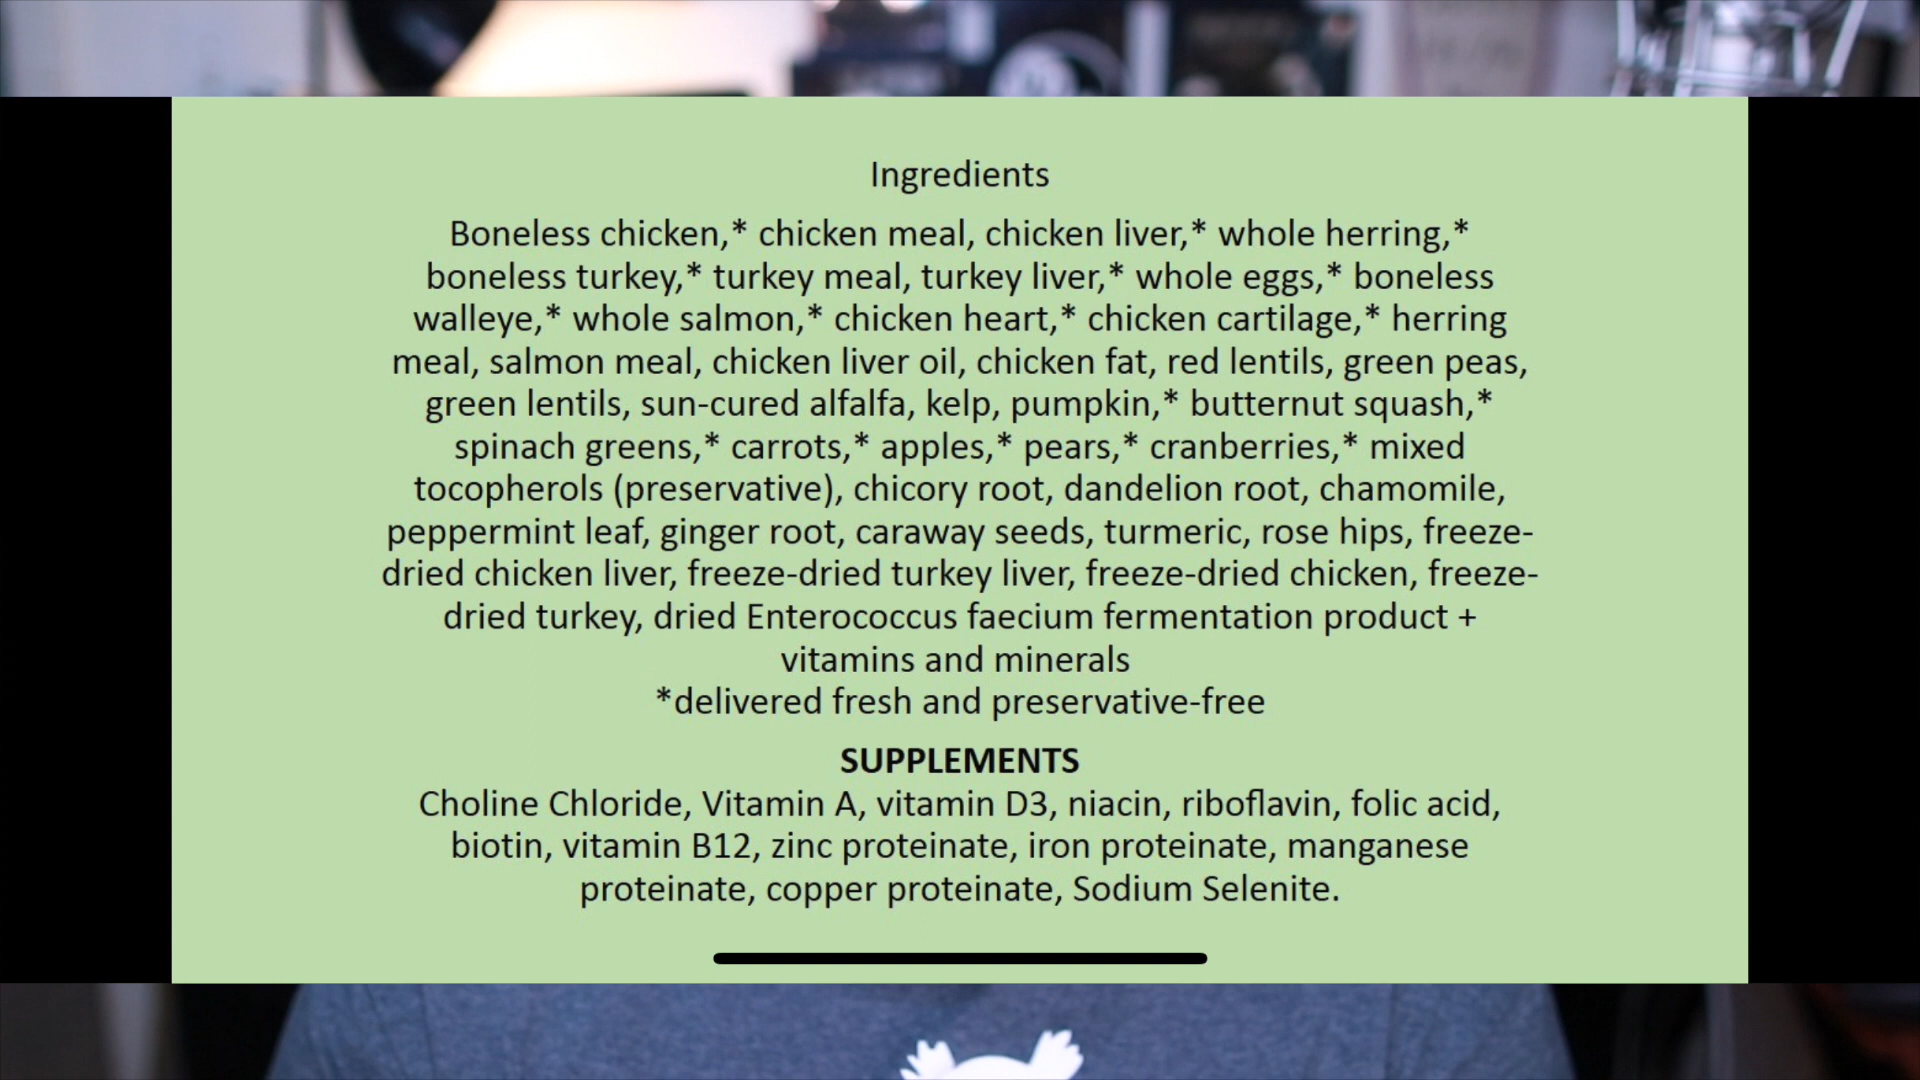 Ingredients
Boneless chicken,* chicken meal, chicken liver,* whole herring,*
boneless turkey,* turkey meal, turkey liver,* whole eggs,* boneless
walleye,* whole salmon,* chicken heart,* chicken cartilage,* herring
meal, salmon meal, chicken liver oil, chicken fat, red lentils, green peas,
green lentils, sun-cured alfalfa, kelp, pumpkin,* butternut squash,*
spinach greens,* carrots,* apples,* pears,* cranberries,* mixed
tocopherols (preservative), chicory root, dandelion root, chamomile,
peppermint leaf, ginger root, caraway seeds, turmeric, rose hips, freeze-
dried chicken liver, freeze-dried turkey liver, freeze-dried chicken, freeze-
dried turkey, dried Enterococcus faecium fermentation product +
vitamins and minerals
*delivered fresh and preservative-free
SUPPLEMENTS
Choline Chloride, Vitamin A, vitamin D3, niacin, riboflavin, folic acid,
biotin, vitamin B12, zinc proteinate, iron proteinate, manganese
proteinate, copper proteinate, Sodium Selenite.